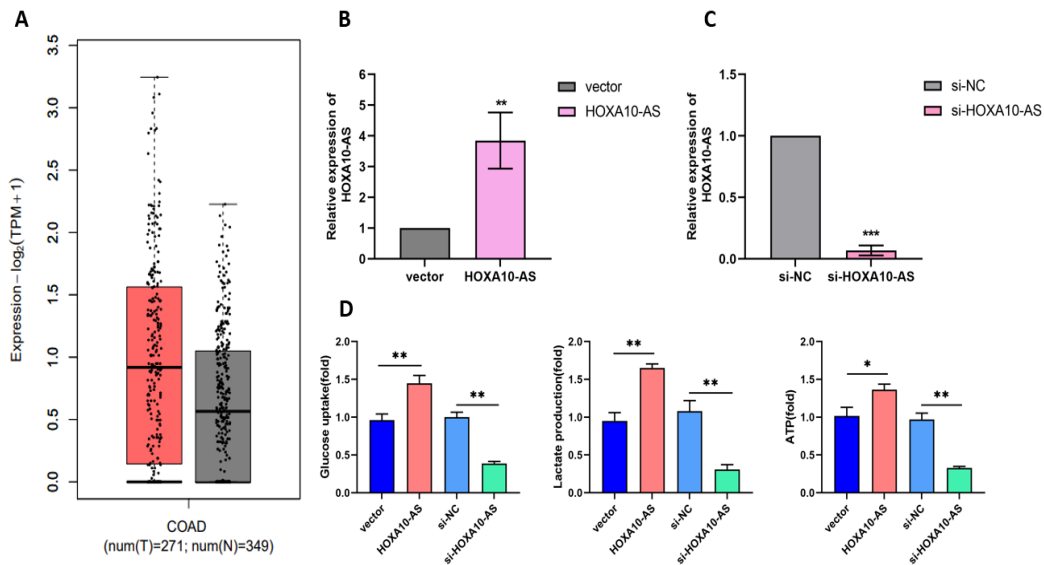 A
3.5
3.0
2.5
2.0
1.5
1.0
0.5
0.0
Expression – log₂(TPM + 1)
COAD
(num(T)=271; num(N)=349)
B
Relative expression of
HOXA10-AS
6
5
4
3
2
1
0
**
vector
HOXA10-AS
vector
HOXA10-AS
C
Relative expression of
HOXA10-AS
1.5
1.0
0.5
0.0
***
si-NC
si-HOXA10-AS
si-NC
si-HOXA10-AS
D
Glucose uptake(fold)
2.0
1.5
1.0
0.5
0.0
**
**
vector
HOXA10-AS
si-NC
si-HOXA10-AS
Lactate production(fold)
2.0
1.5
1.0
0.5
0.0
**
**
vector
HOXA10-AS
si-NC
si-HOXA10-AS
ATP(fold)
2.0
1.5
1.0
0.5
0.0
*
**
vector
HOXA10-AS
si-NC
si-HOXA10-AS